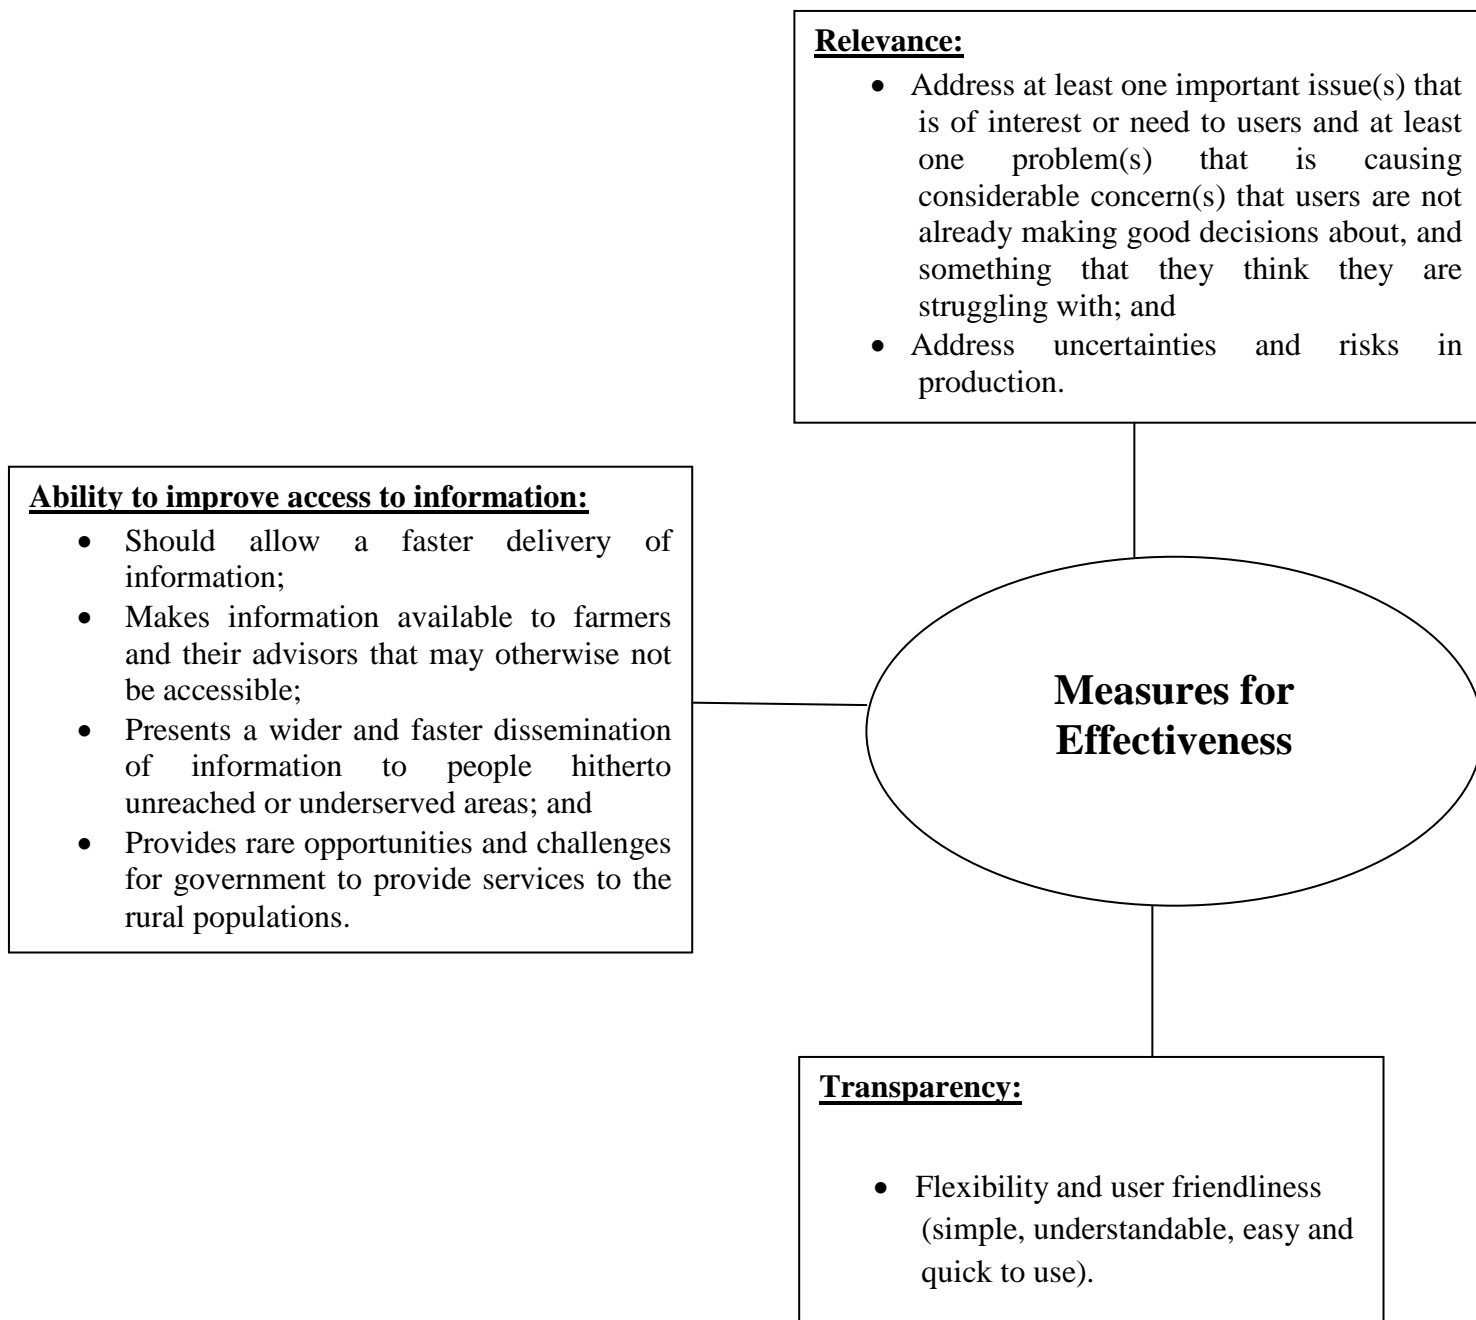 Relevance:
• Address at least one important issue(s) that
is of interest or need to users and at least
one problem(s) that is causing
considerable concern(s) that users are not
already making good decisions about, and
something that they think they are
struggling with; and
• Address uncertainties and risks in
production.
Ability to improve access to information:
• Should allow a faster delivery of
information;
• Makes information available to farmers
and their advisors that may otherwise not
be accessible;
• Presents a wider and faster dissemination
of information to people hitherto
unreached or underserved areas; and
• Provides rare opportunities and challenges
for government to provide services to the
rural populations.
Measures for
Effectiveness
Transparency:
• Flexibility and user friendliness
(simple, understandable, easy and
quick to use).